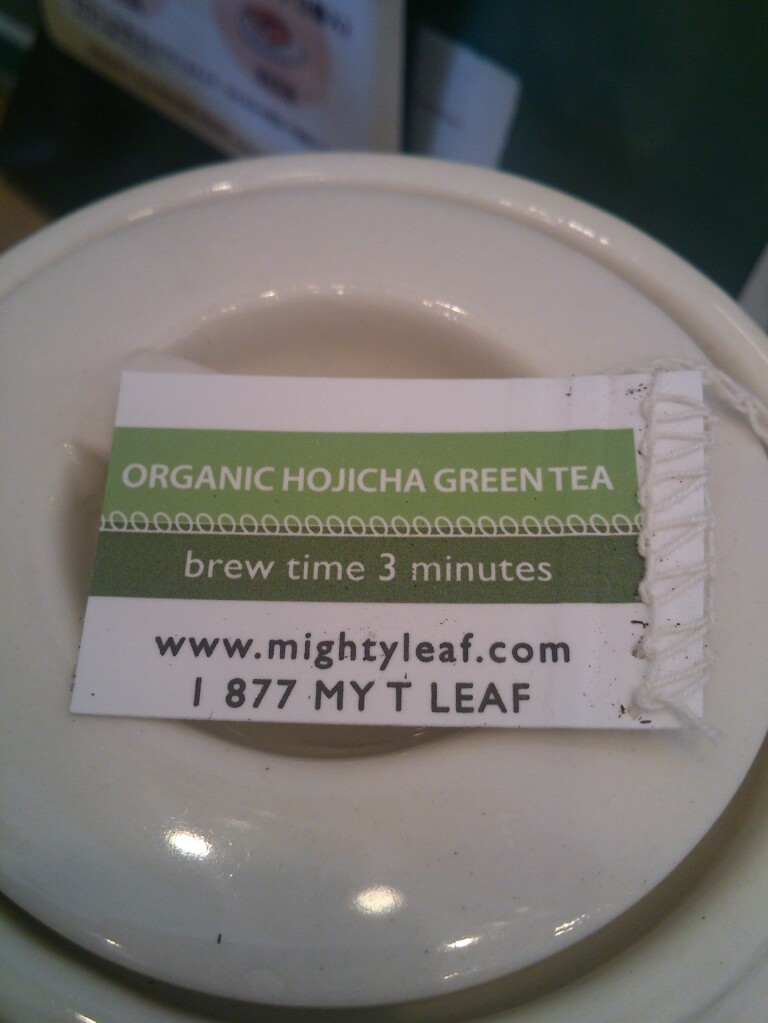 ORGANIC HOJICHA GREEN TEA
brew time 3 minutes
www.mightyleaf.com
1 877 MY T LEAF